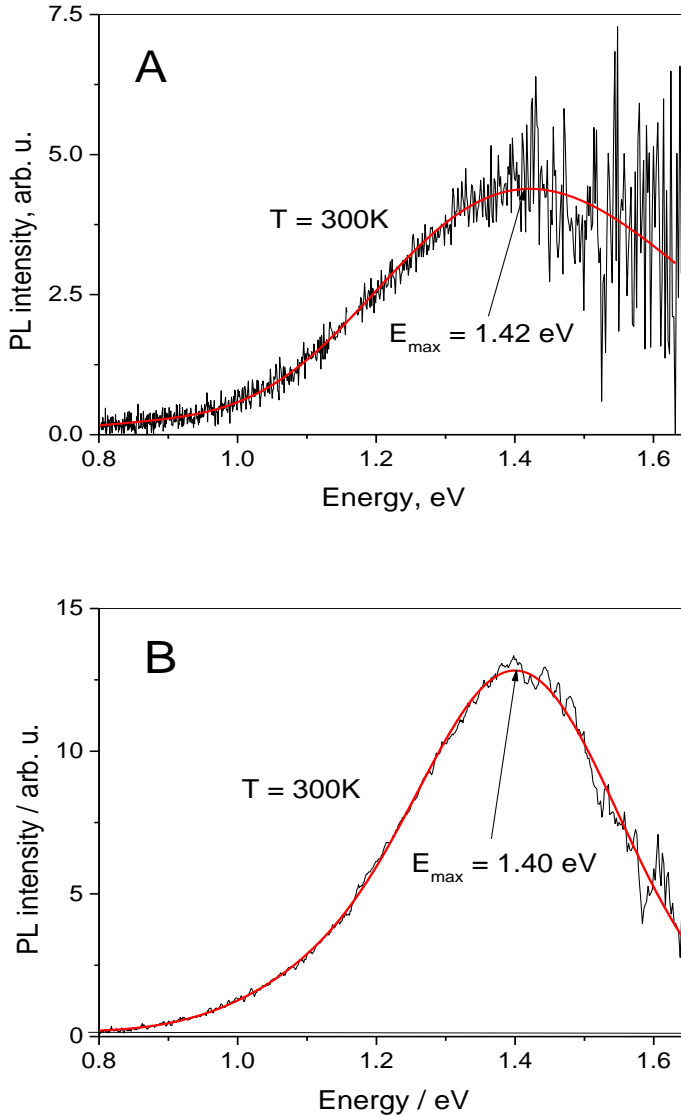 7.5
A
5.0
PL intensity, arb. u.
T = 300K
2.5
E_max = 1.42 eV
0.0
0.8 1.0 1.2 1.4 1.6
Energy, eV
15
B
10
PL intensity / arb. u.
T = 300K
E_max = 1.40 eV
5
0
0.8 1.0 1.2 1.4 1.6
Energy / eV